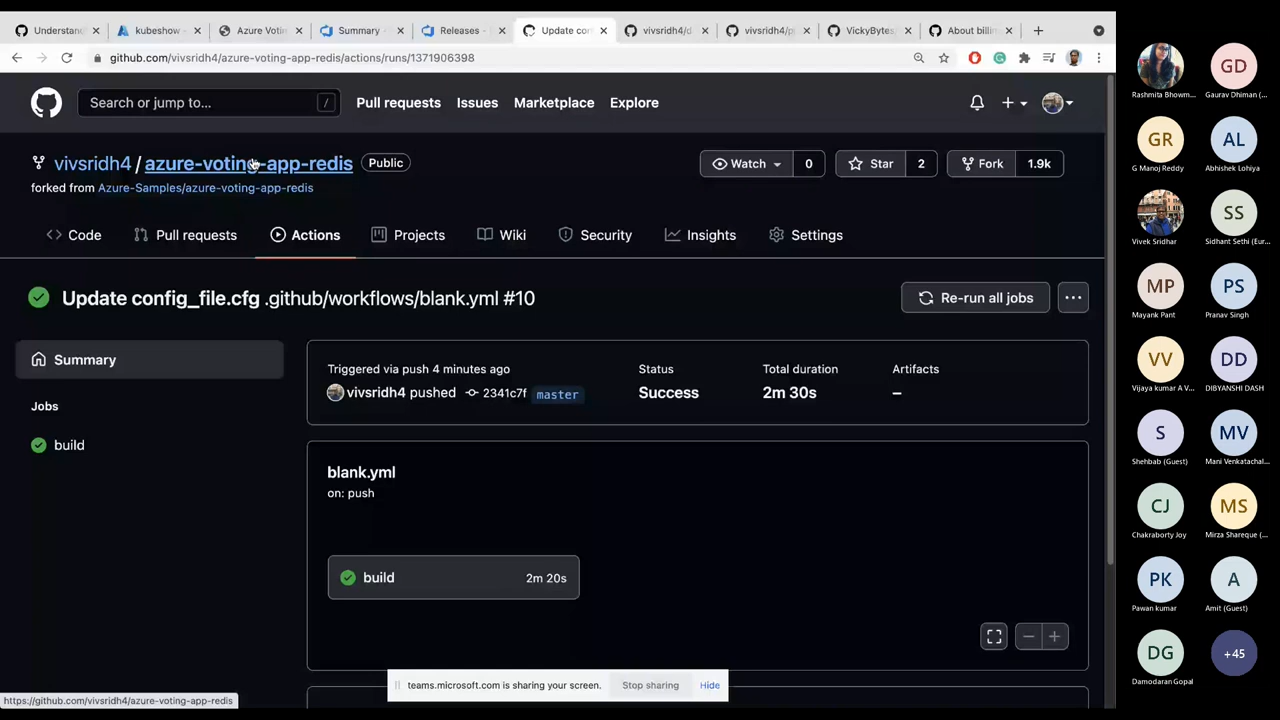 Understan
kubeshow -
Azure Votin
Summary -
Releases -
Update con
vivsridh4/d
vivsridh4/p
VickyBytes
About billin
github.com/vivsridh4/azure-voting-app-redis/actions/runs/1371906398
Search or jump to... /
Pull requests Issues Marketplace Explore
vivsridh4 / azure-voting-app-redis Public
Watch 0 Star 2 Fork 1.9k
forked from Azure-Samples/azure-voting-app-redis
Code Pull requests Actions Projects Wiki Security Insights Settings
Update config_file.cfg .github/workflows/blank.yml #10
Re-run all jobs
Summary
Jobs
build
Triggered via push 4 minutes ago
vivsridh4 pushed 2341c7f master
Status
Success
Total duration
2m 30s
Artifacts
–
blank.yml
on: push
build 2m 20s
teams.microsoft.com is sharing your screen. Stop sharing Hide
https://github.com/vivsridh4/azure-voting-app-redis
GD
Rashmita Bhowm... Gaurav Dhiman (...
GR AL
G Manoj Reddy Abhishek Lohiya
SS
Vivek Sridhar Sidhant Sethi (Eur...
MP PS
Mayank Pant Pranav Singh
VV DD
Vijaya kumar A V... DIBYANSHI DASH
S MV
Shehbab (Guest) Mani Venkatachal...
CJ MS
Chakraborty Joy Mirza Shareque (...
PK A
Pawan kumar Amit (Guest)
DG +45
Damodaran Gopal